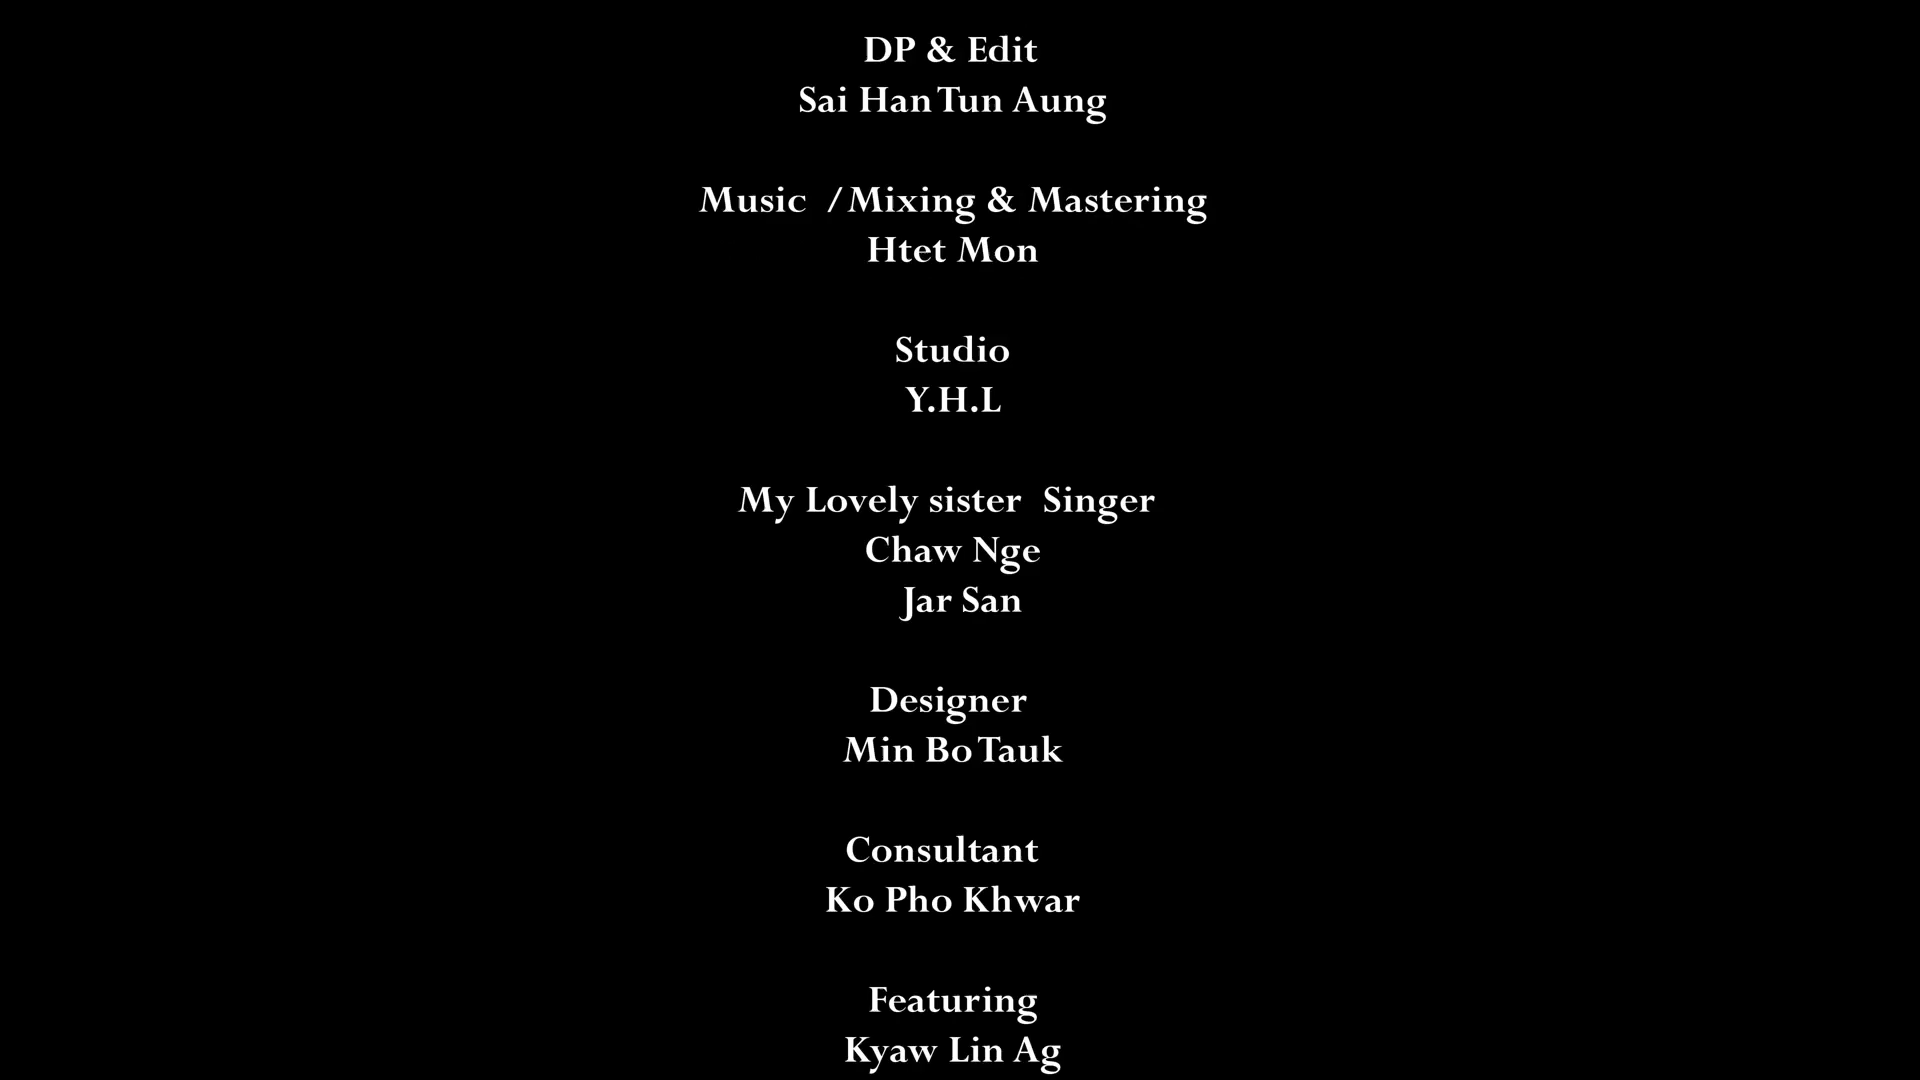 DP & Edit
Sai Han Tun Aung
Music  / Mixing & Mastering
Htet Mon
Studio
Y.H.L
My Lovely sister  Singer
Chaw Nge
Jar San
Designer
Min Bo Tauk
Consultant
Ko Pho Khwar
Featuring
Kyaw Lin Ag